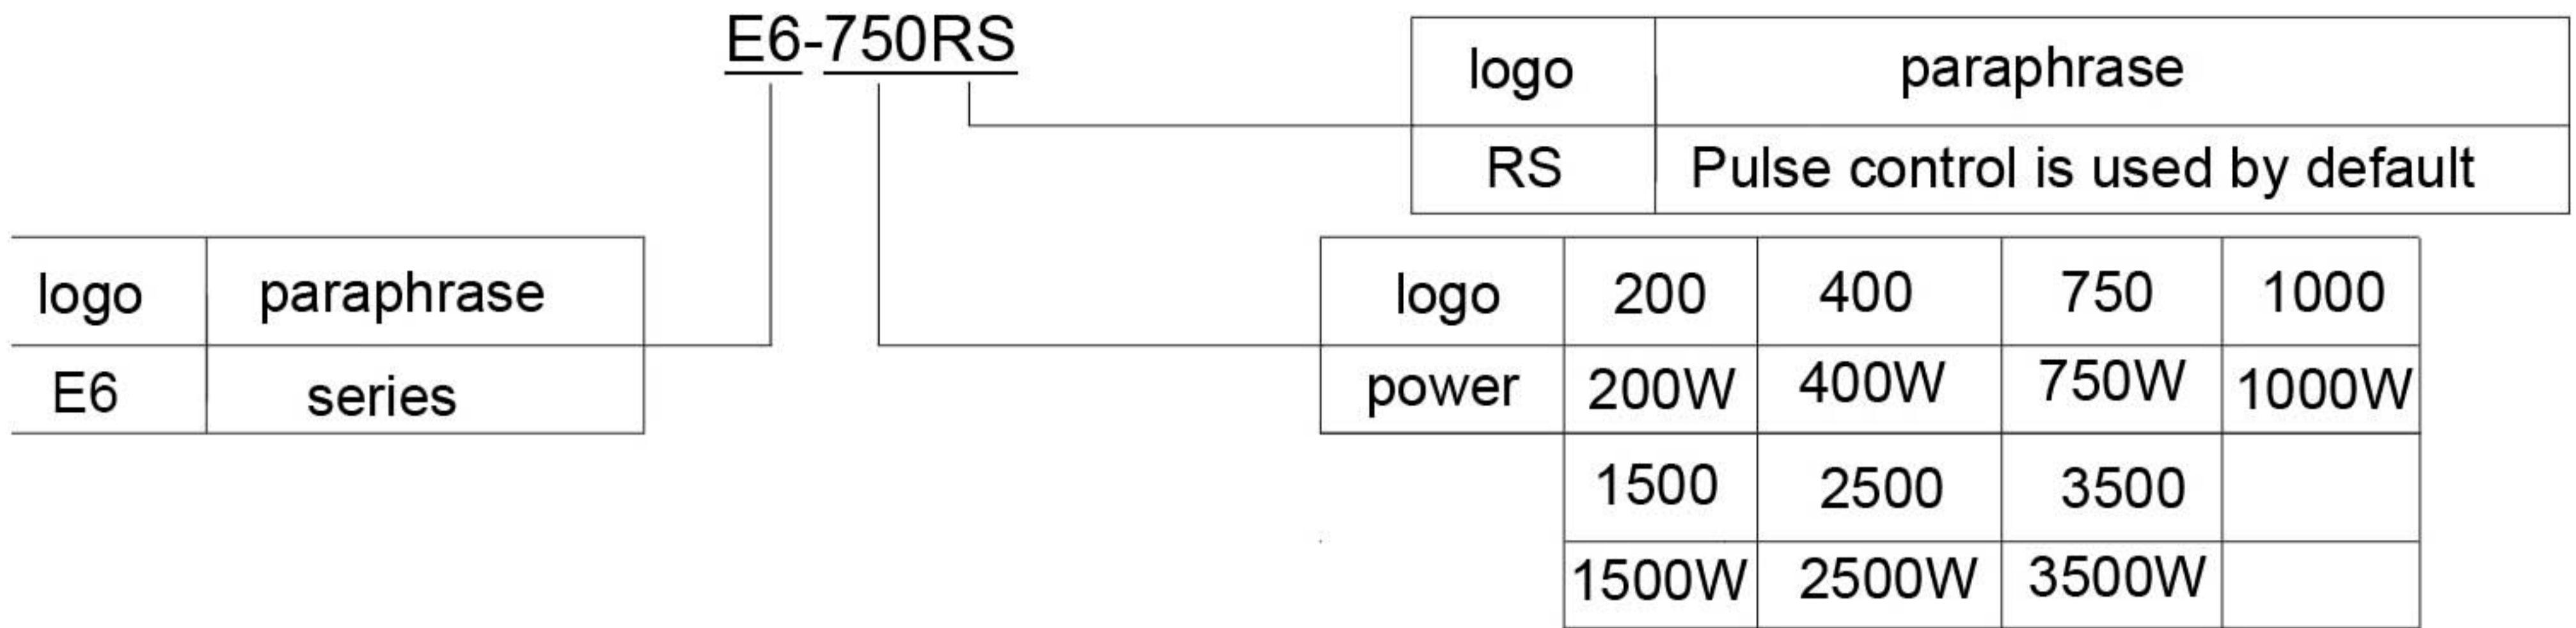 E6-750RS
logo paraphrase
RS Pulse control is used by default
logo paraphrase
E6 series
logo 200 400 750 1000
power 200W 400W 750W 1000W
1500 2500 3500
1500W 2500W 3500W